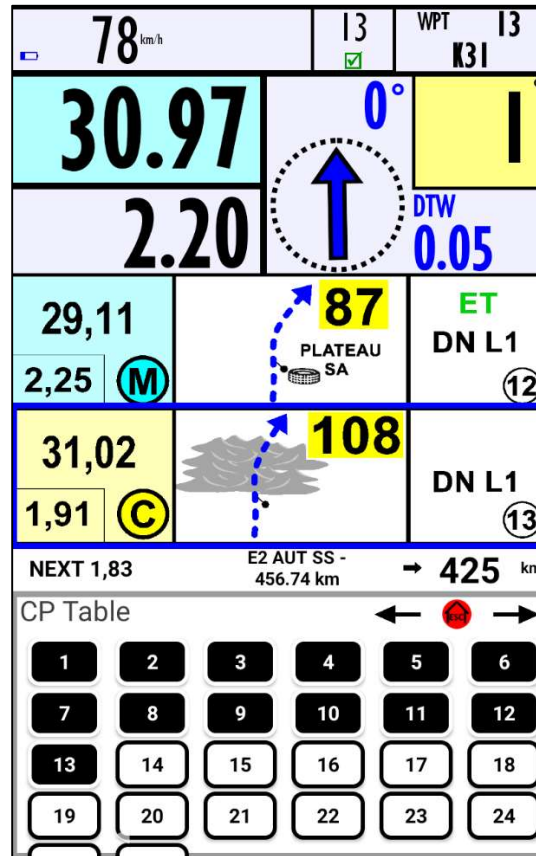 78 km/h
13
WPT 13
K31
30.97
0°
1°
2.20
DTW
0.05
29,11
87
ET
PLATEAU
SA
DN L1
2,25
M
12
108
31,02
DN L1
1,91
C
13
NEXT 1,83
E2 AUT SS -
456.74 km
425 km
CP Table
ESC
1 2 3 4 5 6
7 8 9 10 11 12
13 14 15 16 17 18
19 20 21 22 23 24